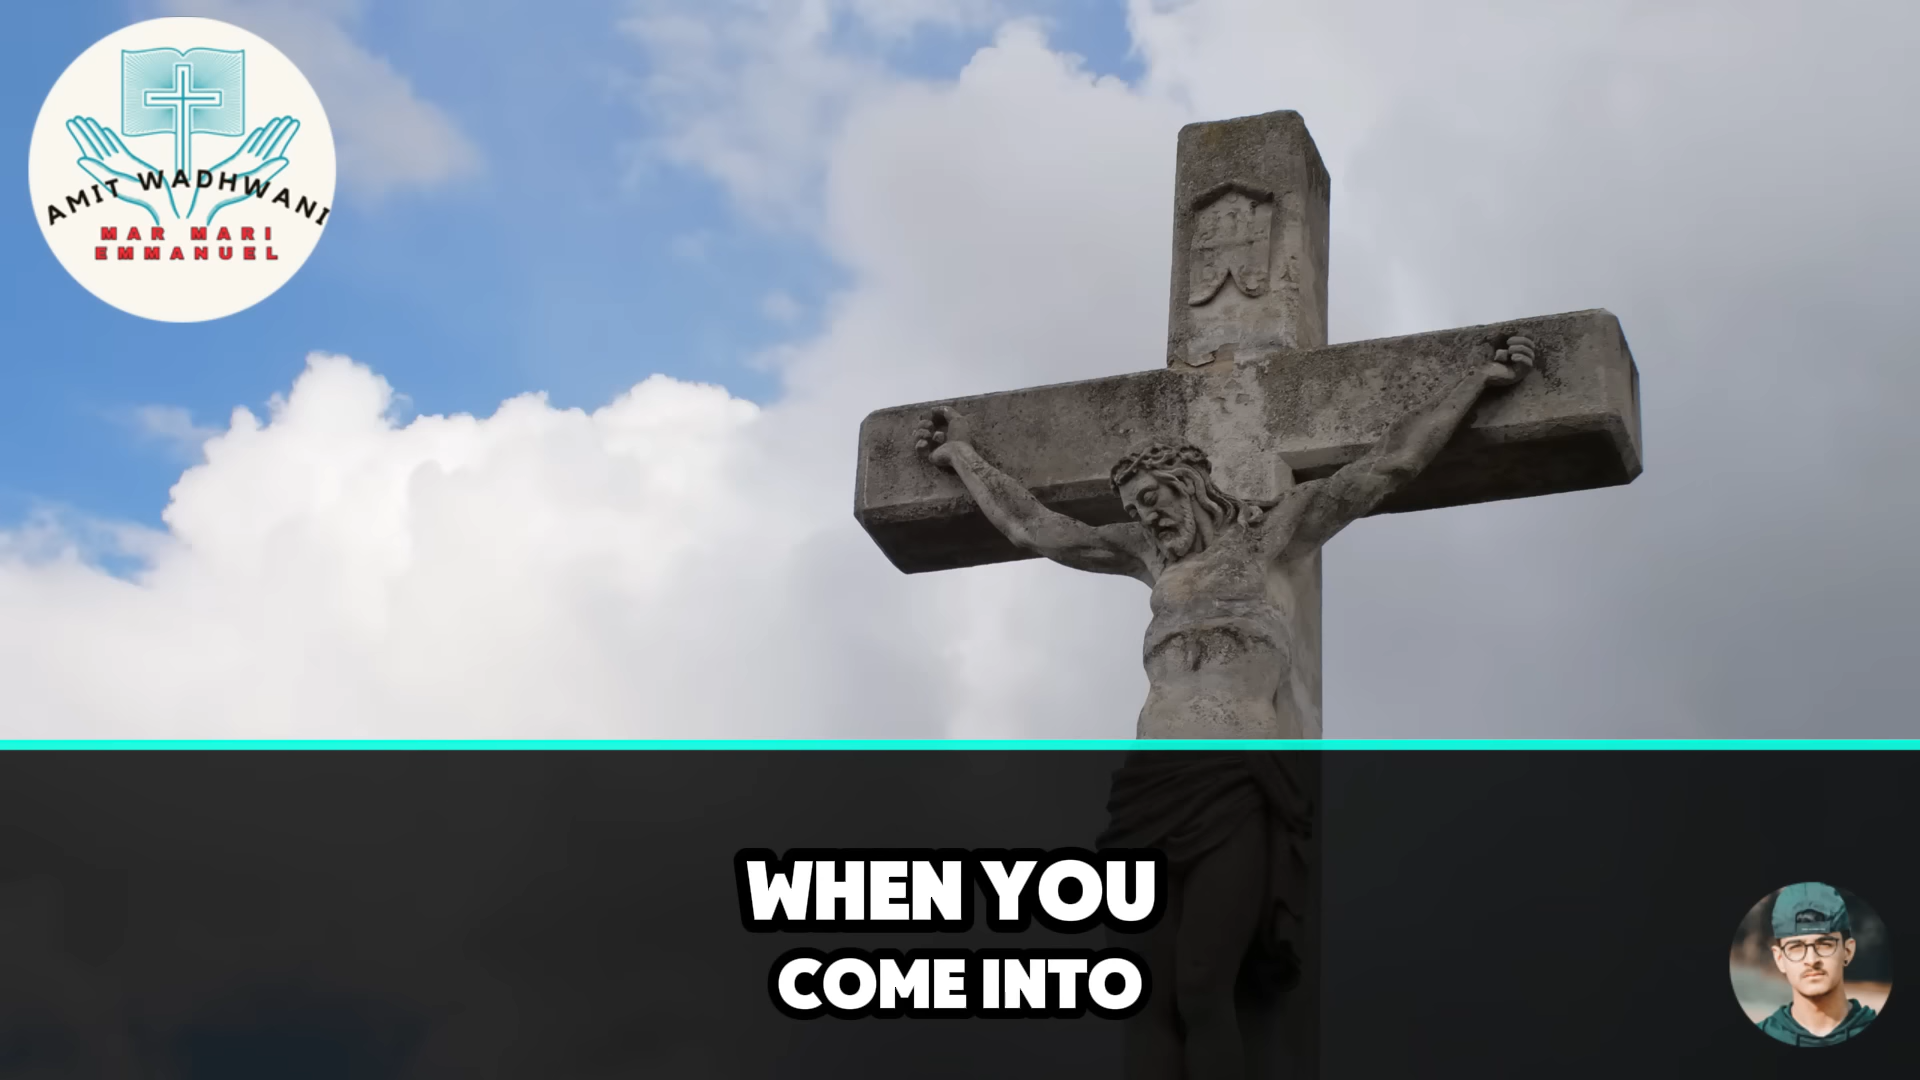 AMIT WADHWANI
MAR MARI
EMMANUEL
WHEN YOU
COME INTO